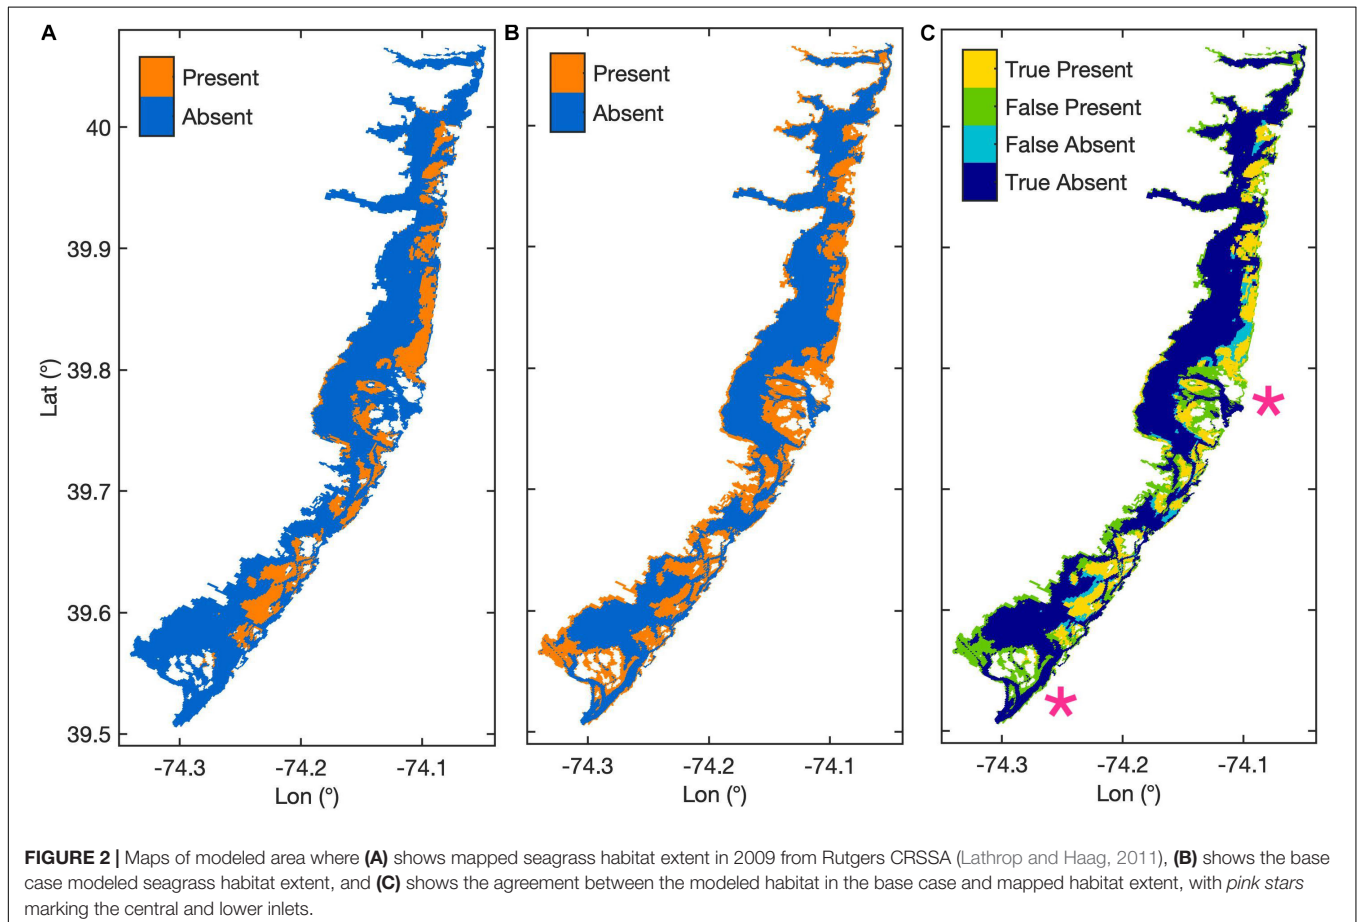 A
Present
Absent
40
39.9
39.8
39.7
39.6
39.5
Lat (°)
-74.3
-74.2
-74.1
Lon (°)
B
Present
Absent
-74.3
-74.2
-74.1
Lon (°)
C
True Present
False Present
False Absent
True Absent
-74.3
-74.2
-74.1
Lon (°)
FIGURE 2 | Maps of modeled area where (A) shows mapped seagrass habitat extent in 2009 from Rutgers CRSSA (Lathrop and Haag, 2011), (B) shows the base
case modeled seagrass habitat extent, and (C) shows the agreement between the modeled habitat in the base case and mapped habitat extent, with pink stars
marking the central and lower inlets.